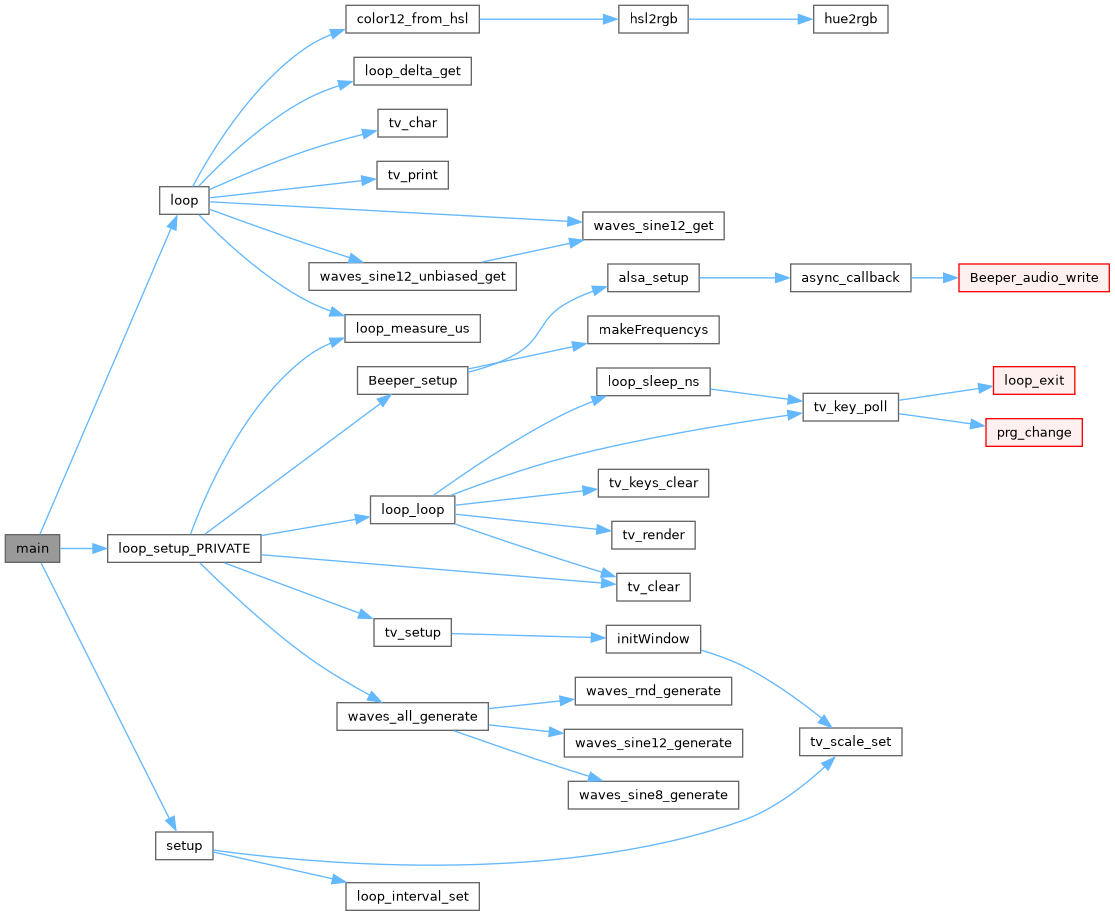 color12_from_hsl
hsl2rgb
hue2rgb
loop_delta_get
tv_char
tv_print
loop
waves_sine12_get
waves_sine12_unbiased_get
alsa_setup
async_callback
Beeper_audio_write
loop_measure_us
makeFrequencys
Beeper_setup
loop_sleep_ns
loop_exit
tv_key_poll
prg_change
tv_keys_clear
loop_loop
tv_render
main
loop_setup_PRIVATE
tv_clear
tv_setup
initWindow
waves_rnd_generate
waves_all_generate
waves_sine12_generate
tv_scale_set
waves_sine8_generate
setup
loop_interval_set